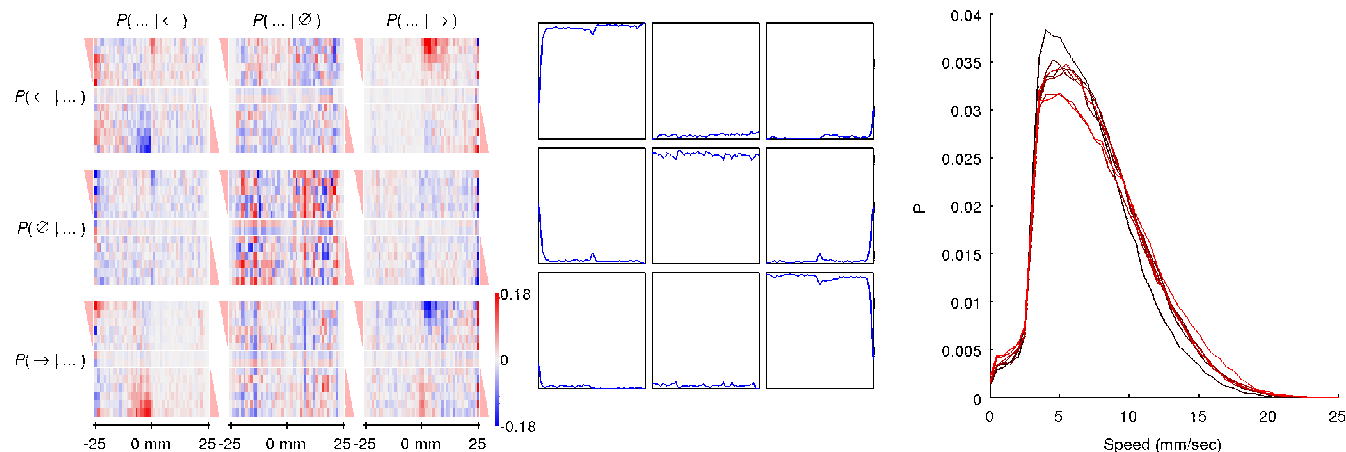 P( ... | ← ) P( ... | ∅ ) P( ... | → )
P( ← | ... )
P( ∅ | ... )
P( → | ... )
0.18
0
-0.18
-25 0 mm 25 -25 0 mm 25 -25 0 mm 25
0.04
0.035
0.03
0.025
0.02
0.015
0.01
0.005
0
P
0 5 10 15 20 25
Speed (mm/sec)